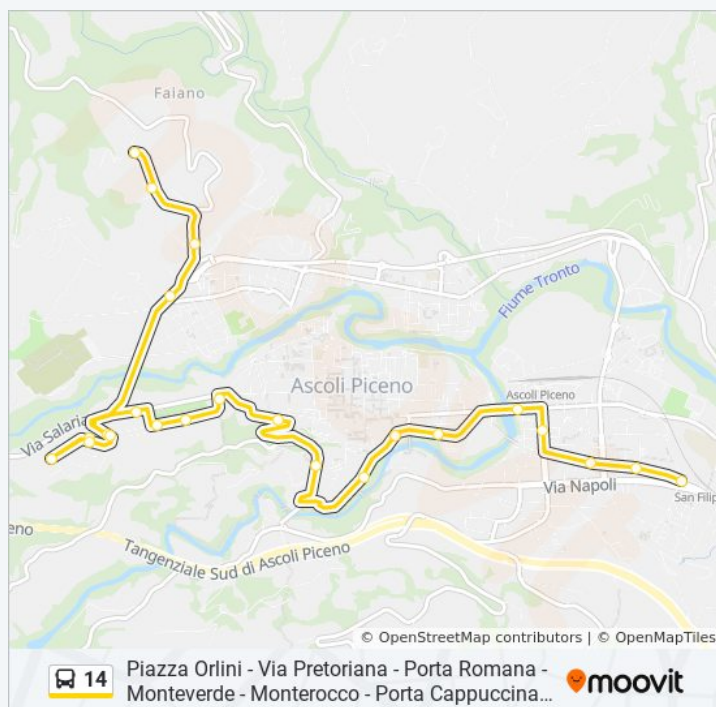 Faiano
Fiume Tronto
Ascoli Piceno
Ascoli Piceno
Via Salaria
Via Napoli
San Filip
eno
Tangenziale Sud di Ascoli Piceno
© OpenStreetMap contributors | © OpenMapTiles
14 Piazza Orlini - Via Pretoriana - Porta Romana -
Monteverde - Monterocco - Porta Cappuccina...
moovit